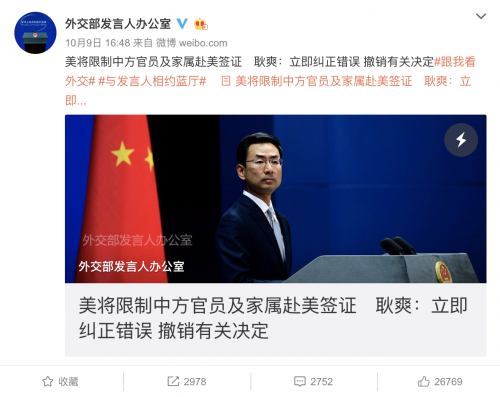 外交部发言人办公室
10月9日 16:48 来自 微博 weibo.com
美将限制中方官员及家属赴美签证 耿爽：立即纠正错误 撤销有关决定#跟我看
外交# #与发言人相约蓝厅# 美将限制中方官员及家属赴美签证 耿爽：立
即...
外交部发言人办公室
外交部发言人办公室
美将限制中方官员及家属赴美签证 耿爽：立即
纠正错误 撤销有关决定
收藏
2978
2752
26769